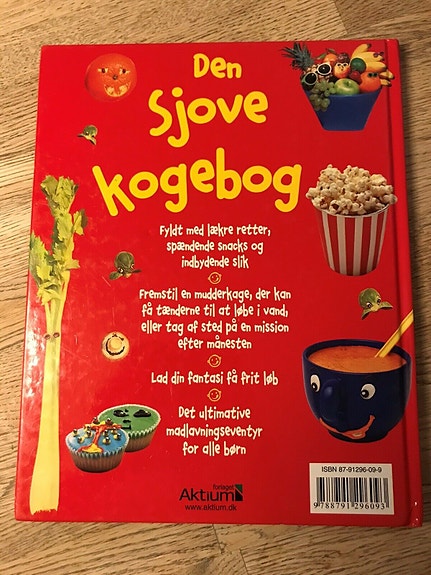 Den
Sjove
kogebog
Fyldt med lækre retter,
spændende snacks og
indbydende slik
Fremstil en mudderkage, der kan
få tænderne til at løbe i vand,
eller tag af sted på en mission
efter månesten
Lad din fantasi få frit løb
Det ultimative
madlavningseventyr
for alle børn
forlaget
Aktium
www.aktium.dk
ISBN 87-91296-09-9
9 788791 296093